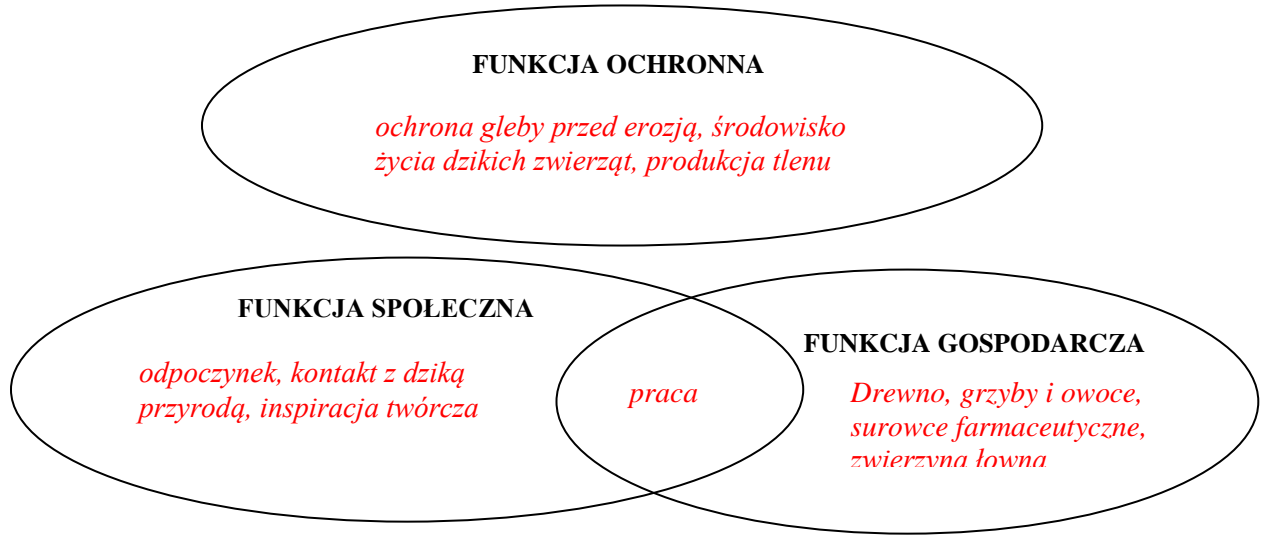 FUNKCJA OCHRONNA
ochrona gleby przed erozją, środowisko
życia dzikich zwierząt, produkcja tlenu
FUNKCJA SPOŁECZNA
odpoczynek, kontakt z dziką
przyrodą, inspiracja twórcza
praca
FUNKCJA GOSPODARCZA
Drewno, grzyby i owoce,
surowce farmaceutyczne,
zwierzyna łowna